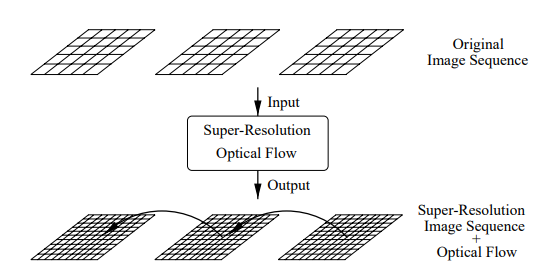 Original
Image Sequence
Input
Super-Resolution
Optical Flow
Output
Super-Resolution
Image Sequence
+
Optical Flow